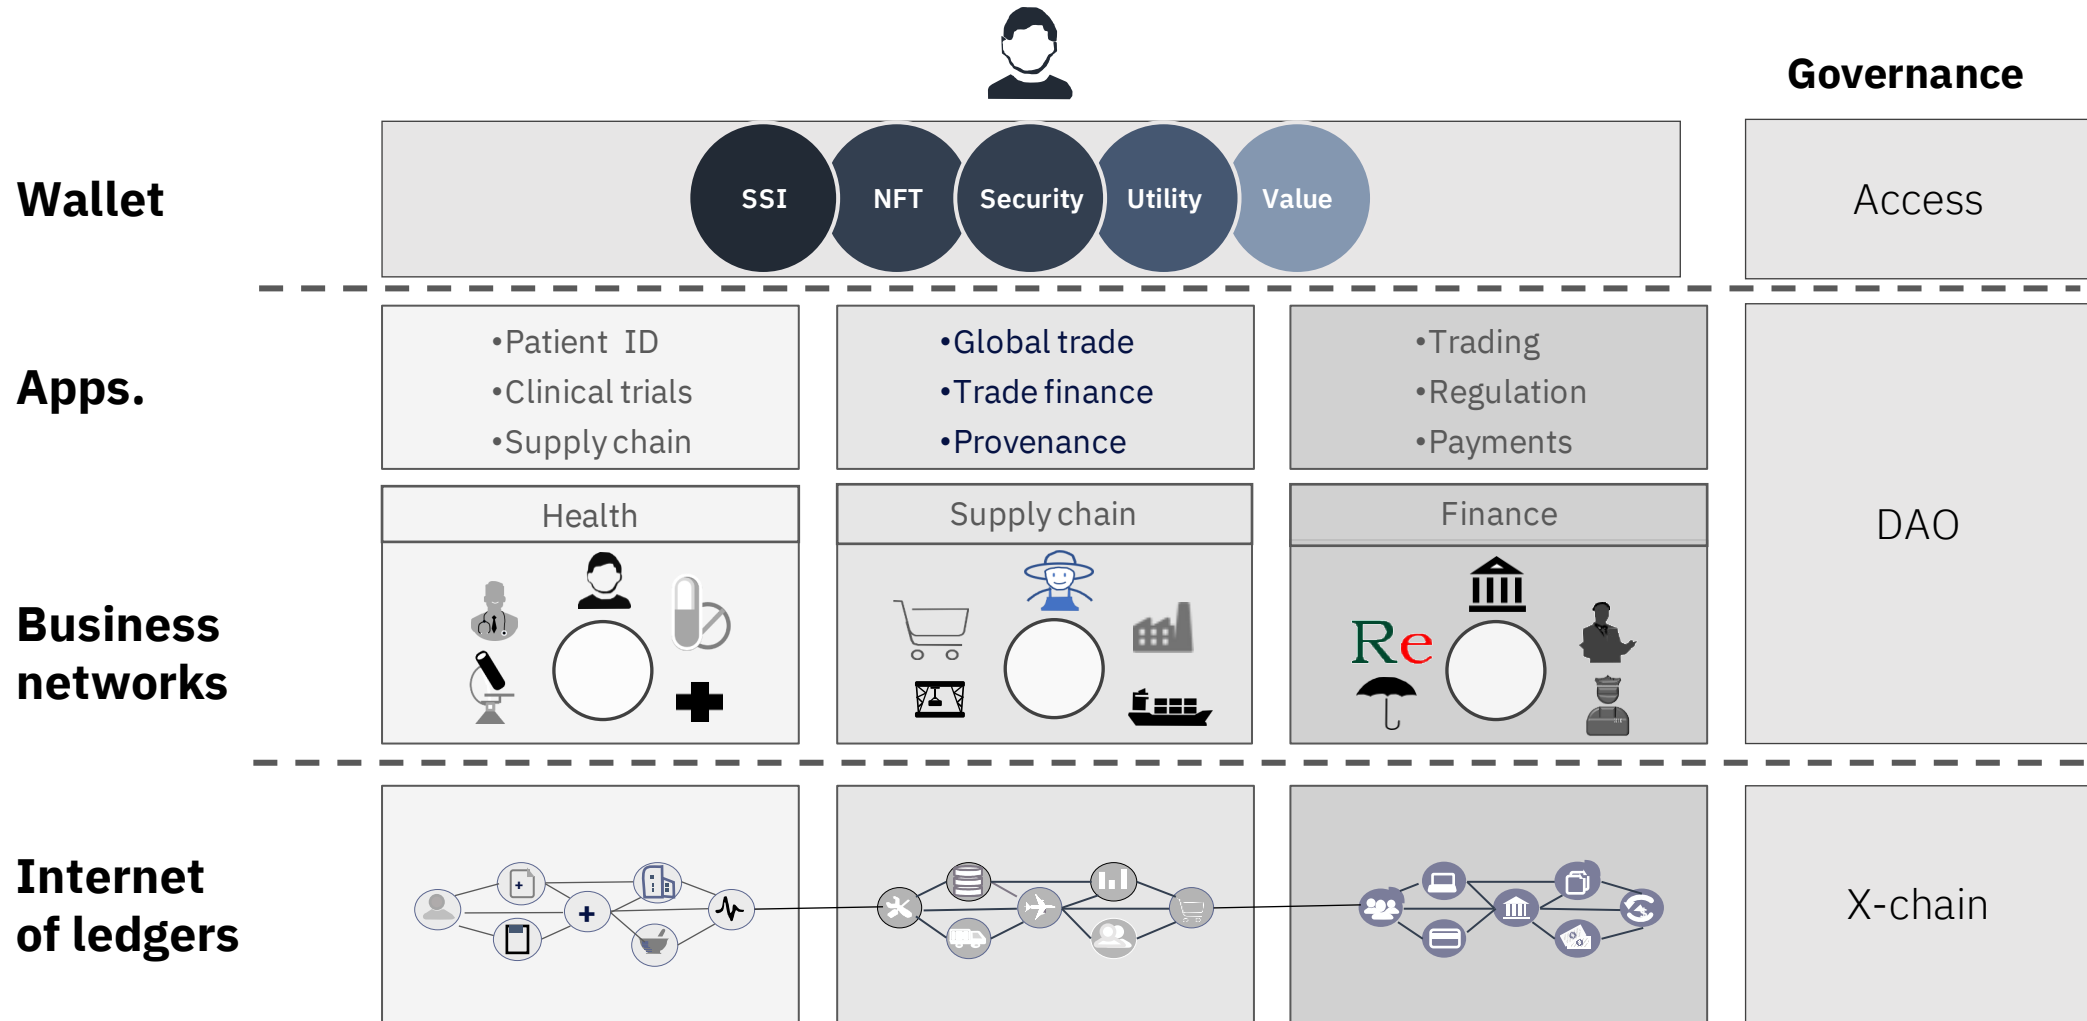 Governance
Wallet
SSI
NFT
Security
Utility
Value
Access
Apps.
•Patient ID
•Clinical trials
•Supply chain
•Global trade
•Trade finance
•Provenance
•Trading
•Regulation
•Payments
DAO
Health
Supply chain
Finance
Business
networks
Re
Internet
of ledgers
X-chain